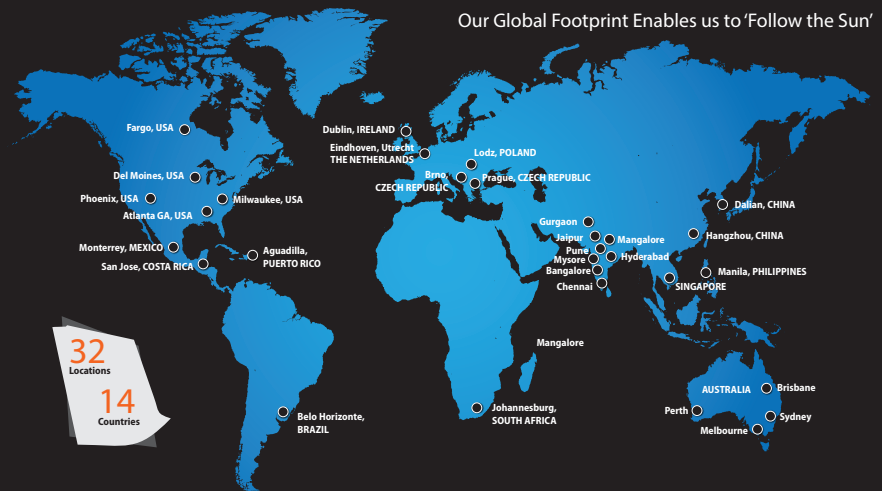 Our Global Footprint Enables us to ‘Follow the Sun’
Fargo, USA
Del Moines, USA
Phoenix, USA
Milwaukee, USA
Atlanta GA, USA
Monterrey, MEXICO
San Jose, COSTA RICA
Aguadilla,
PUERTO RICO
Belo Horizonte,
BRAZIL
Dublin, IRELAND
Eindhoven, Utrecht
THE NETHERLANDS
Lodz, POLAND
Brno,
CZECH REPUBLIC
Prague, CZECH REPUBLIC
Gurgaon
Jaipur
Mangalore
Pune
Hyderabad
Mysore
Bangalore
Chennai
Dalian, CHINA
Hangzhou, CHINA
Manila, PHILIPPINES
SINGAPORE
Mangalore
Johannesburg,
SOUTH AFRICA
AUSTRALIA
Brisbane
Perth
Sydney
Melbourne
32
Locations
14
Countries